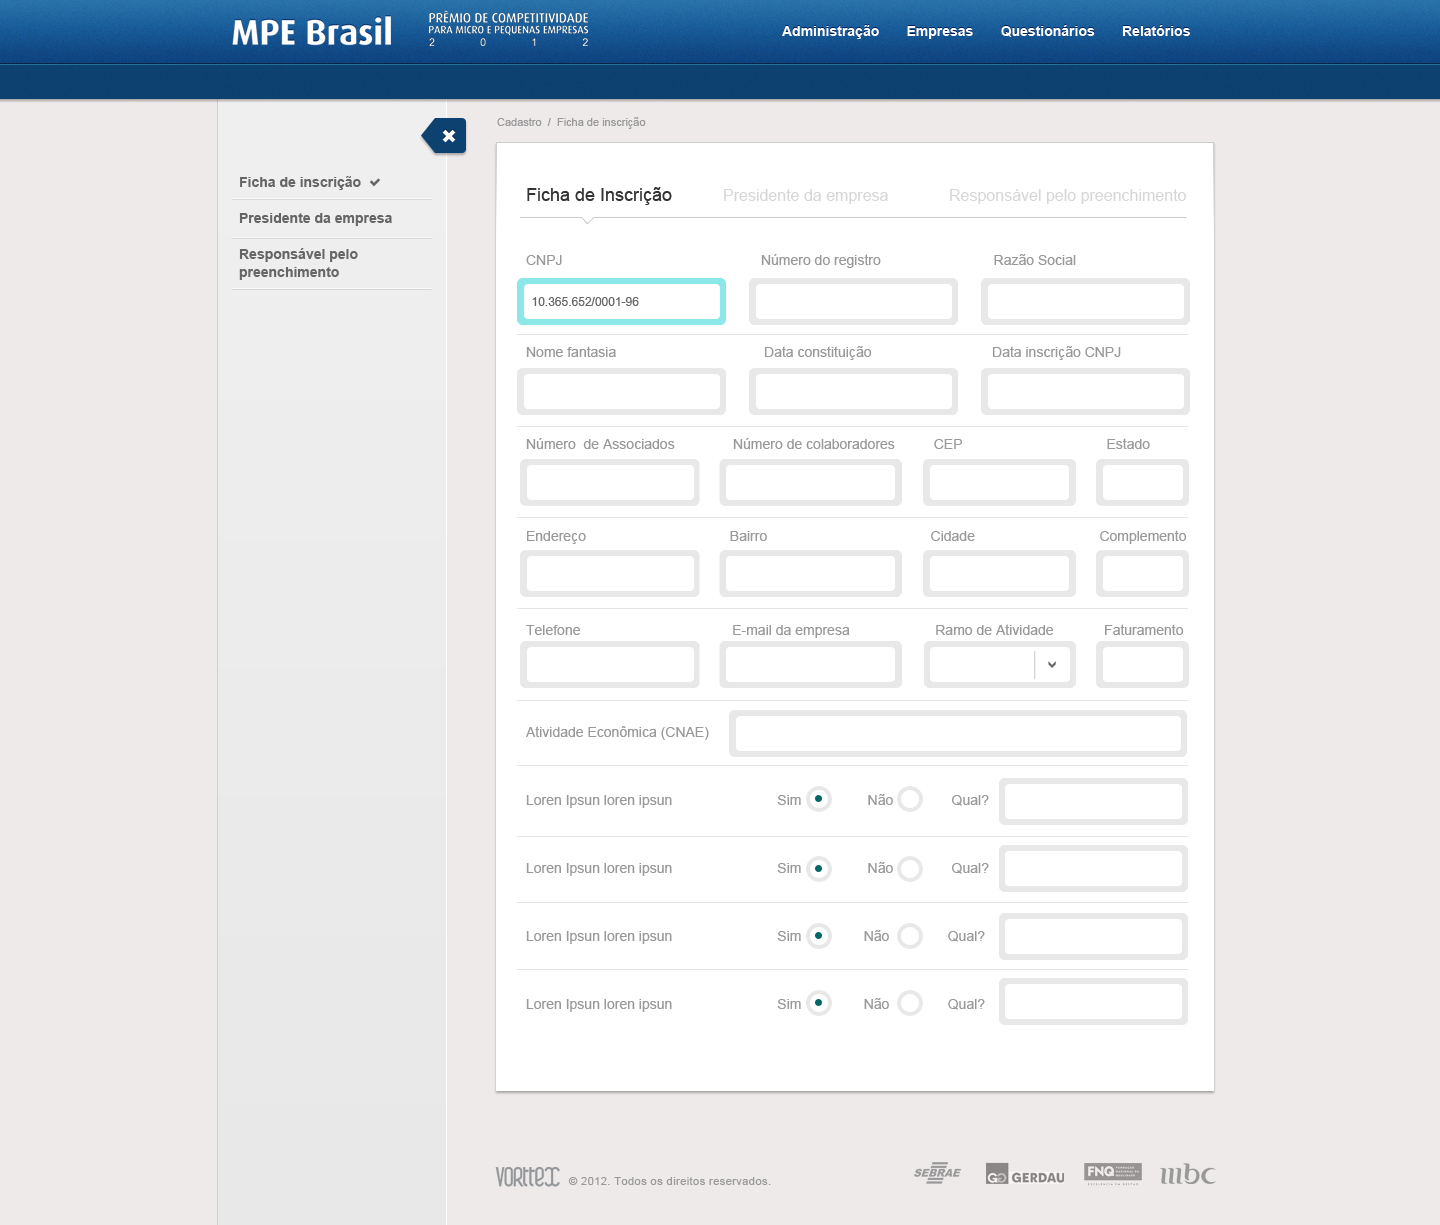 MPE Brasil
PRÊMIO DE COMPETITIVIDADE
PARA MICRO E PEQUENAS EMPRESAS
2 0 1 2
Administração Empresas Questionários Relatórios
Cadastro / Ficha de inscrição
Ficha de inscrição
Presidente da empresa
Responsável pelo
preenchimento
Ficha de Inscrição Presidente da empresa Responsável pelo preenchimento
CNPJ Número do registro Razão Social
10.365.652/0001-96
Nome fantasia Data constituição Data inscrição CNPJ
Número de Associados Número de colaboradores CEP Estado
Endereço Bairro Cidade Complemento
Telefone E-mail da empresa Ramo de Atividade Faturamento
Atividade Econômica (CNAE)
Loren Ipsun loren ipsun Sim Não Qual?
Loren Ipsun loren ipsun Sim Não Qual?
Loren Ipsun loren ipsun Sim Não Qual?
Loren Ipsun loren ipsun Sim Não Qual?
VORTTEX © 2012. Todos os direitos reservados.
SEBRAE GERDAU FNQ mbc